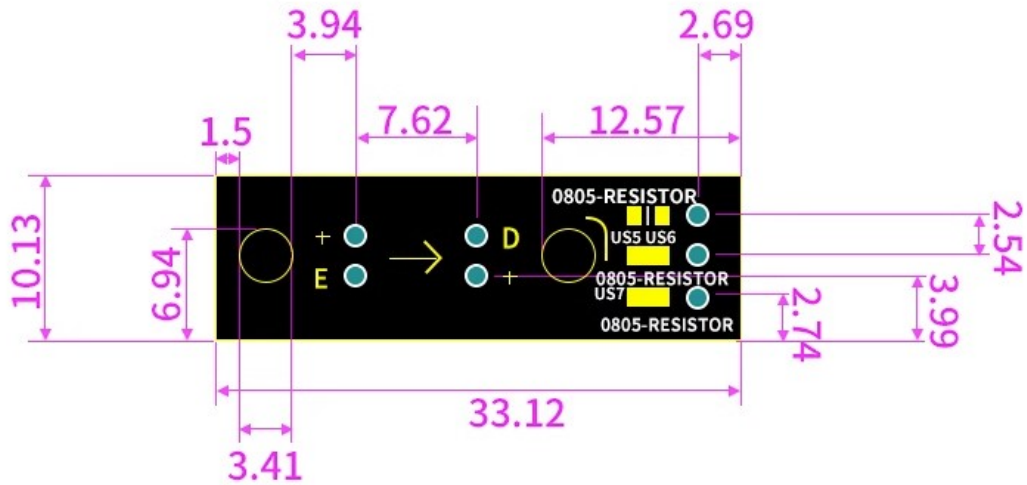 3.94
2.69
7.62
12.57
1.5
0805-RESISTOR
+
D
US5 US6
2.54
10.13
6.94
E
+
0805-RESISTOR
US7
3.99
2.74
0805-RESISTOR
33.12
3.41